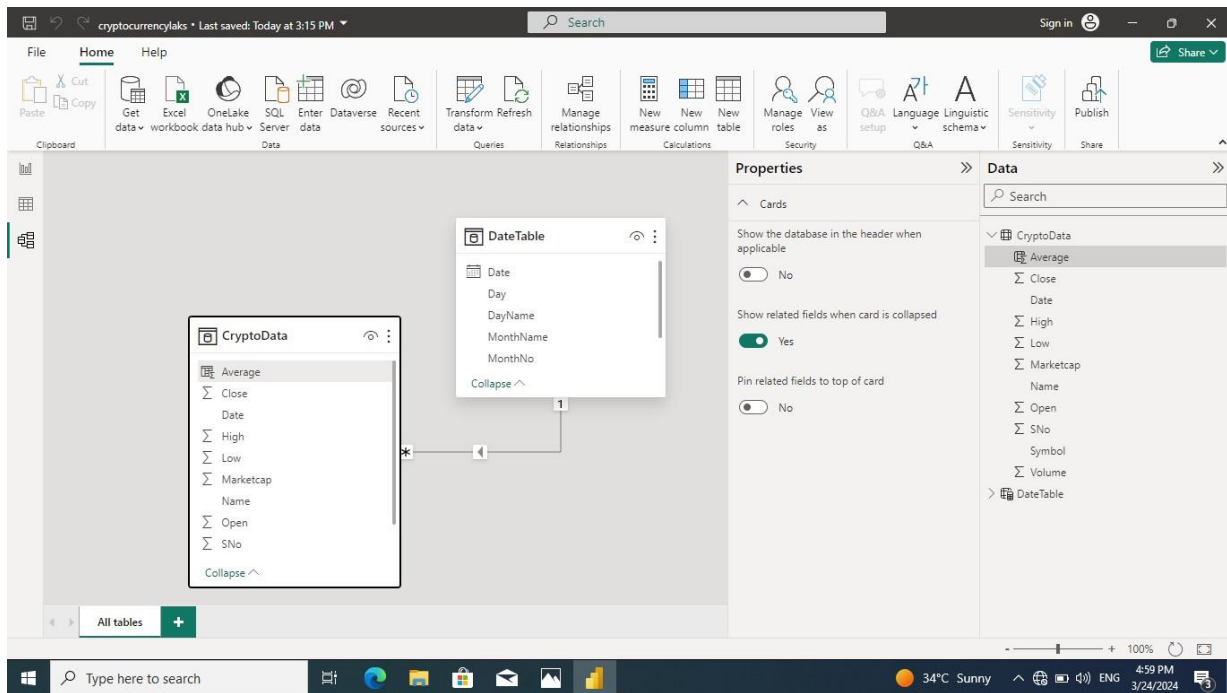 cryptocurrencylaks • Last saved: Today at 3:15 PM
Search
Sign in
File Home Help
Share
Paste
Cut
Copy
Clipboard
Get data
Excel workbook
OneLake data hub
SQL Server
Enter data
Dataverse
Recent sources
Data
Transform data
Refresh
Queries
Manage relationships
Relationships
New measure
New column
New table
Calculations
Manage roles
View as
Security
Q&A setup
Language
Linguistic schema
Q&A
Sensitivity
Sensitivity
Publish
Share
DateTable
Date
Day
DayName
MonthName
MonthNo
Collapse
1
*
CryptoData
Average
Close
Date
High
Low
Marketcap
Name
Open
SNo
Collapse
Properties
Cards
Show the database in the header when
applicable
No
Show related fields when card is collapsed
Yes
Pin related fields to top of card
No
Data
Search
CryptoData
Average
Close
Date
High
Low
Marketcap
Name
Open
SNo
Symbol
Volume
DateTable
All tables
+
- + 100%
Type here to search
34°C Sunny
ENG
4:59 PM
3/24/2024
3